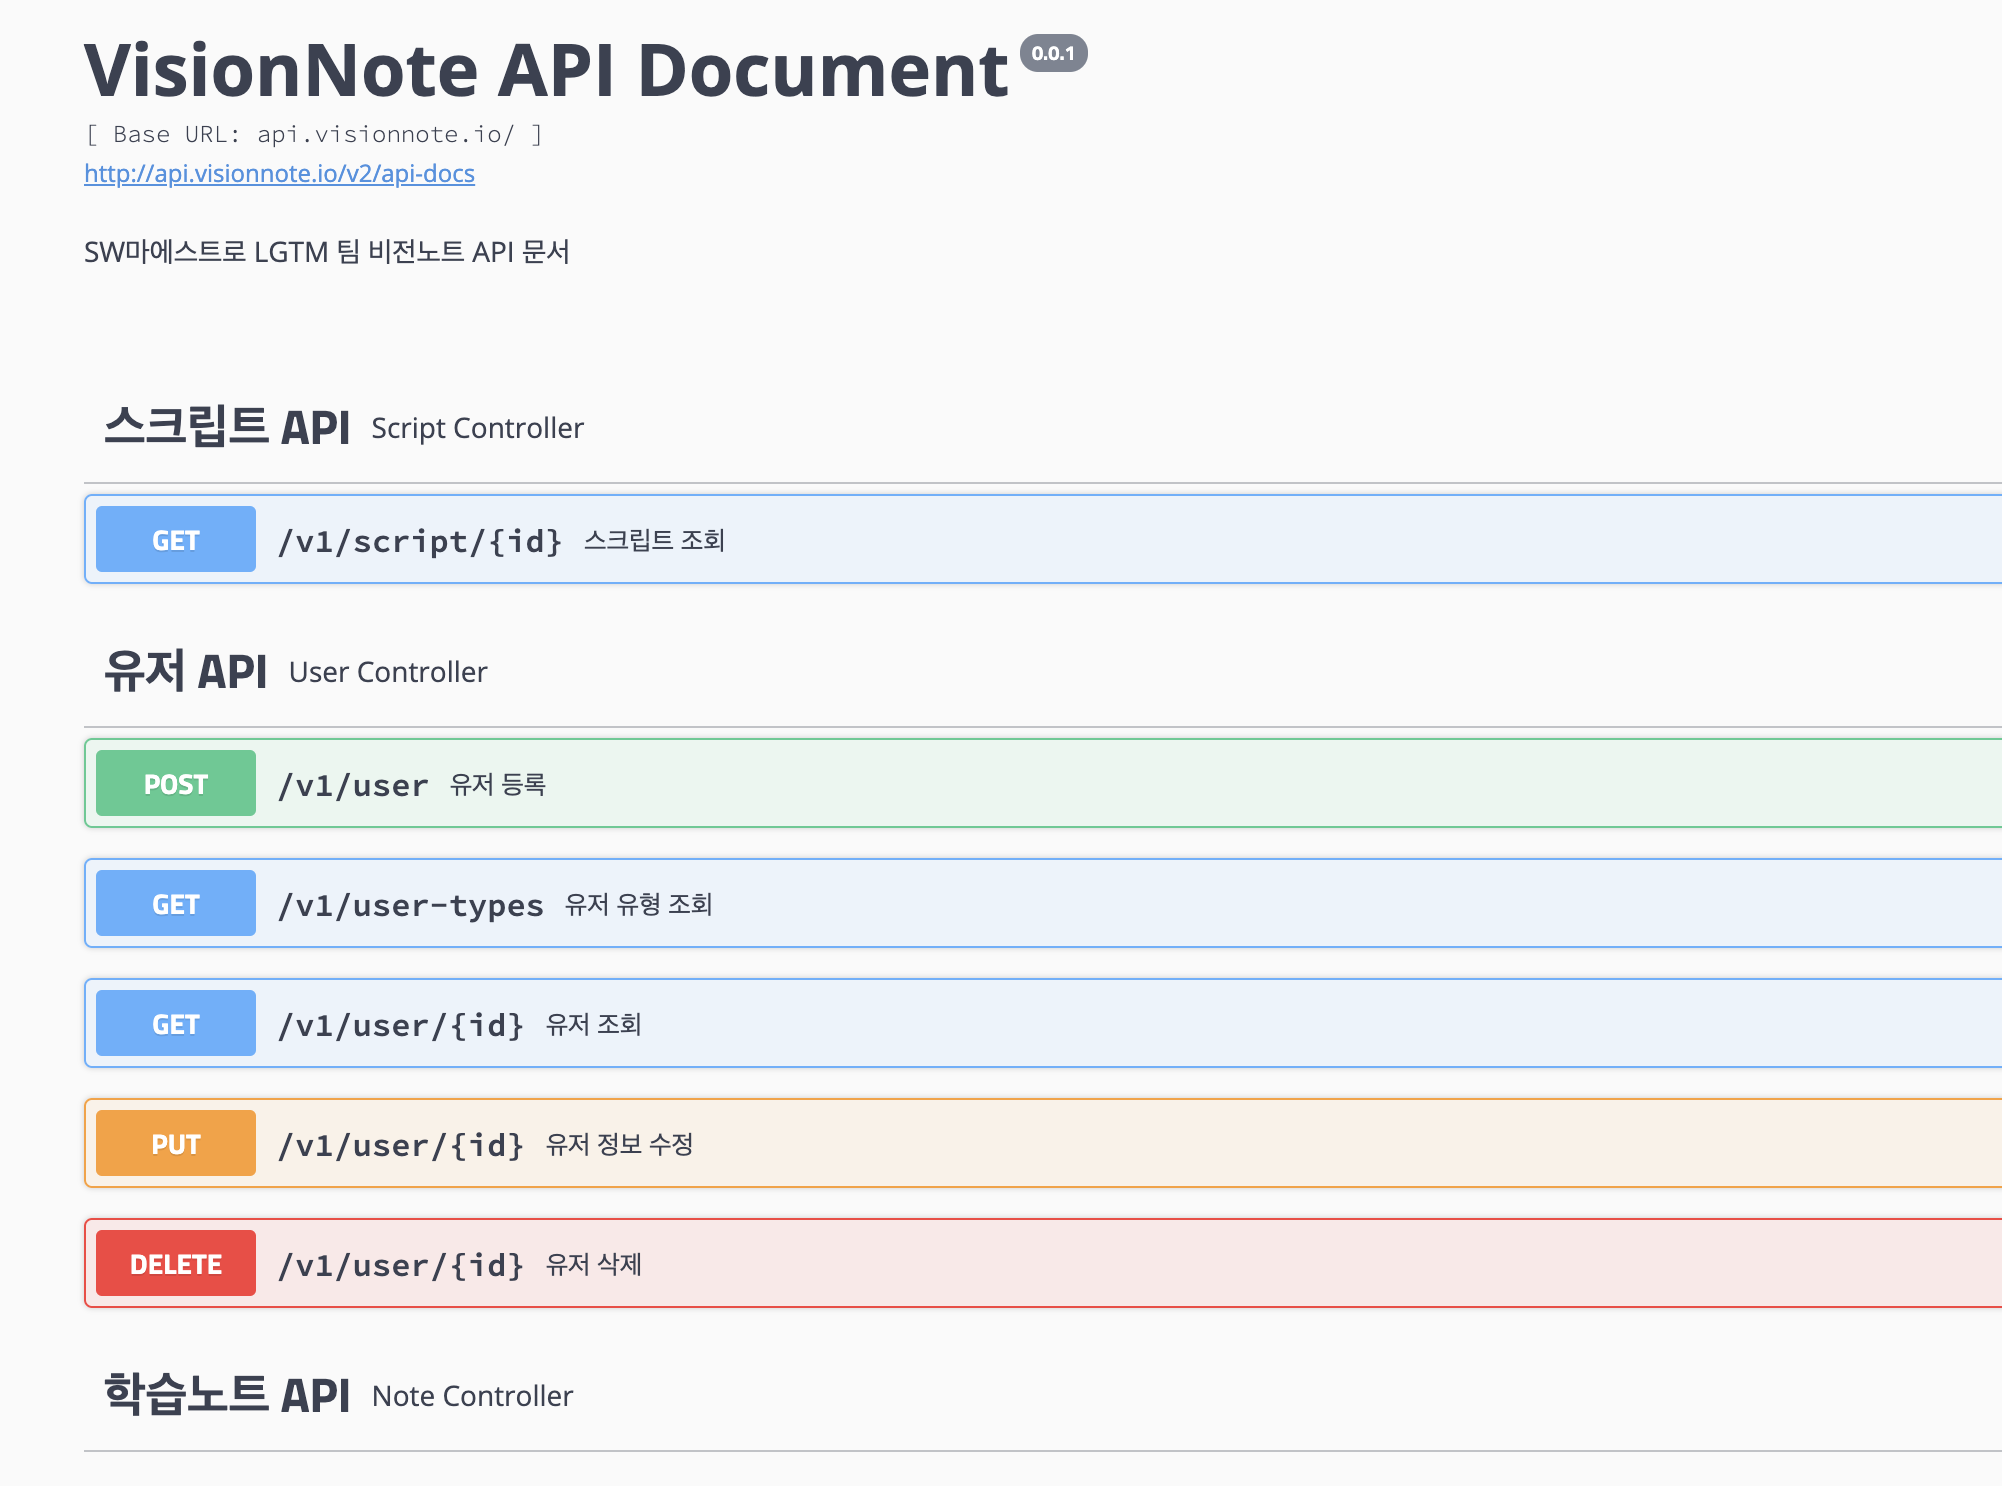 VisionNote API Document 0.0.1
[ Base URL: api.visionnote.io/ ]
http://api.visionnote.io/v2/api-docs
SW마에스트로 LGTM 팀 비전노트 API 문서
스크립트 API Script Controller
GET /v1/script/{id} 스크립트 조회
유저 API User Controller
POST /v1/user 유저 등록
GET /v1/user-types 유저 유형 조회
GET /v1/user/{id} 유저 조회
PUT /v1/user/{id} 유저 정보 수정
DELETE /v1/user/{id} 유저 삭제
학습노트 API Note Controller